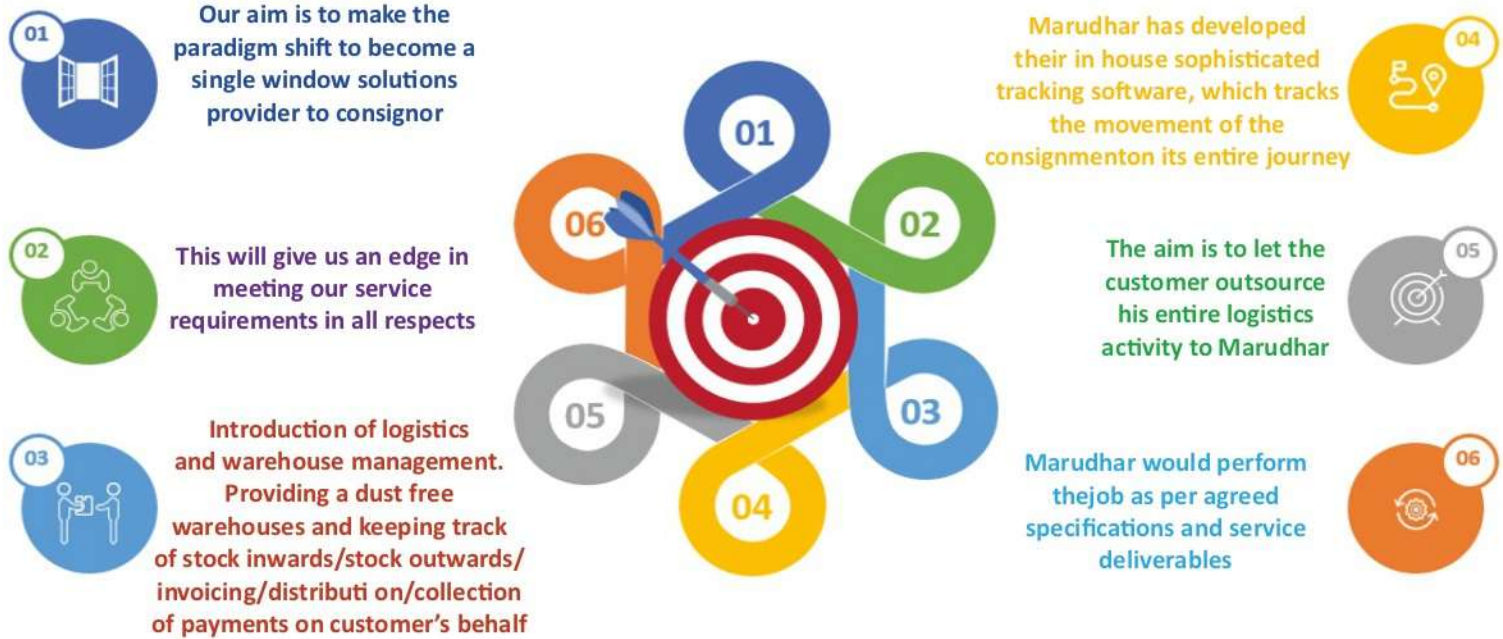 01
Our aim is to make the
paradigm shift to become a
single window solutions
provider to consignor
02
This will give us an edge in
meeting our service
requirements in all respects
03
Introduction of logistics
and warehouse management.
Providing a dust free
warehouses and keeping track
of stock inwards/stock outwards/
invoicing/distributi on/collection
of payments on customer's behalf
01
02
03
04
05
06
04
Marudhar has developed
their in house sophisticated
tracking software, which tracks
the movement of the
consignmenton its entire journey
05
The aim is to let the
customer outsource
his entire logistics
activity to Marudhar
06
Marudhar would perform
thejob as per agreed
specifications and service
deliverables